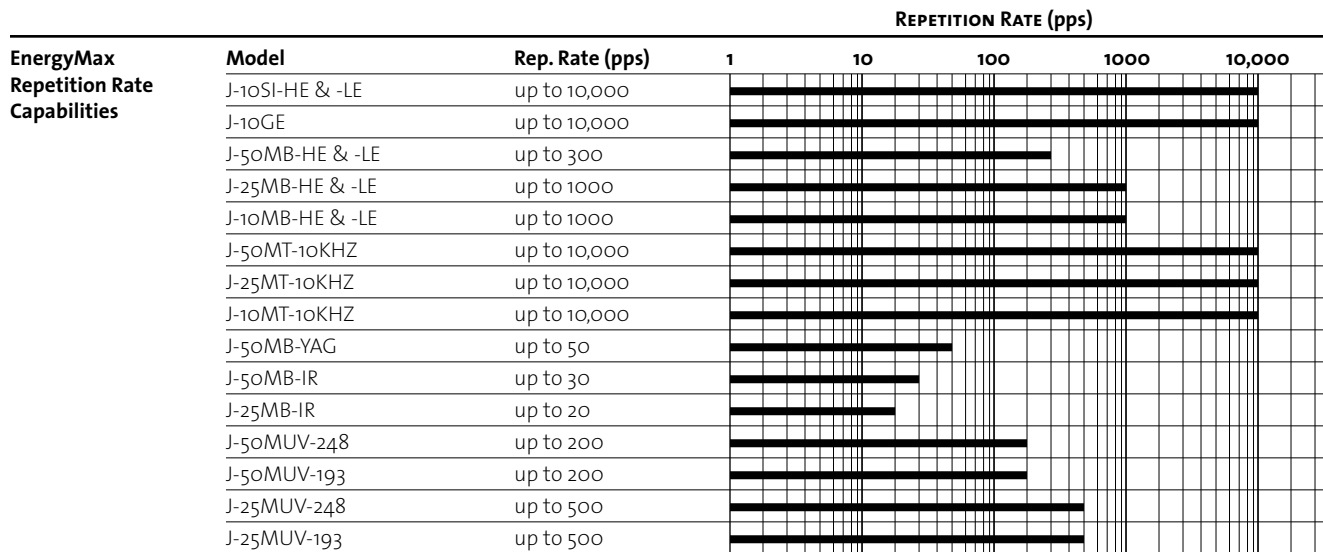 Repetition Rate (pps)
EnergyMax
Repetition Rate
Capabilities
Model Rep. Rate (pps) 1 10 100 1000 10,000
J-10SI-HE & -LE up to 10,000
J-10GE up to 10,000
J-50MB-HE & -LE up to 300
J-25MB-HE & -LE up to 1000
J-10MB-HE & -LE up to 1000
J-50MT-10KHZ up to 10,000
J-25MT-10KHZ up to 10,000
J-10MT-10KHZ up to 10,000
J-50MB-YAG up to 50
J-50MB-IR up to 30
J-25MB-IR up to 20
J-50MUV-248 up to 200
J-50MUV-193 up to 200
J-25MUV-248 up to 500
J-25MUV-193 up to 500